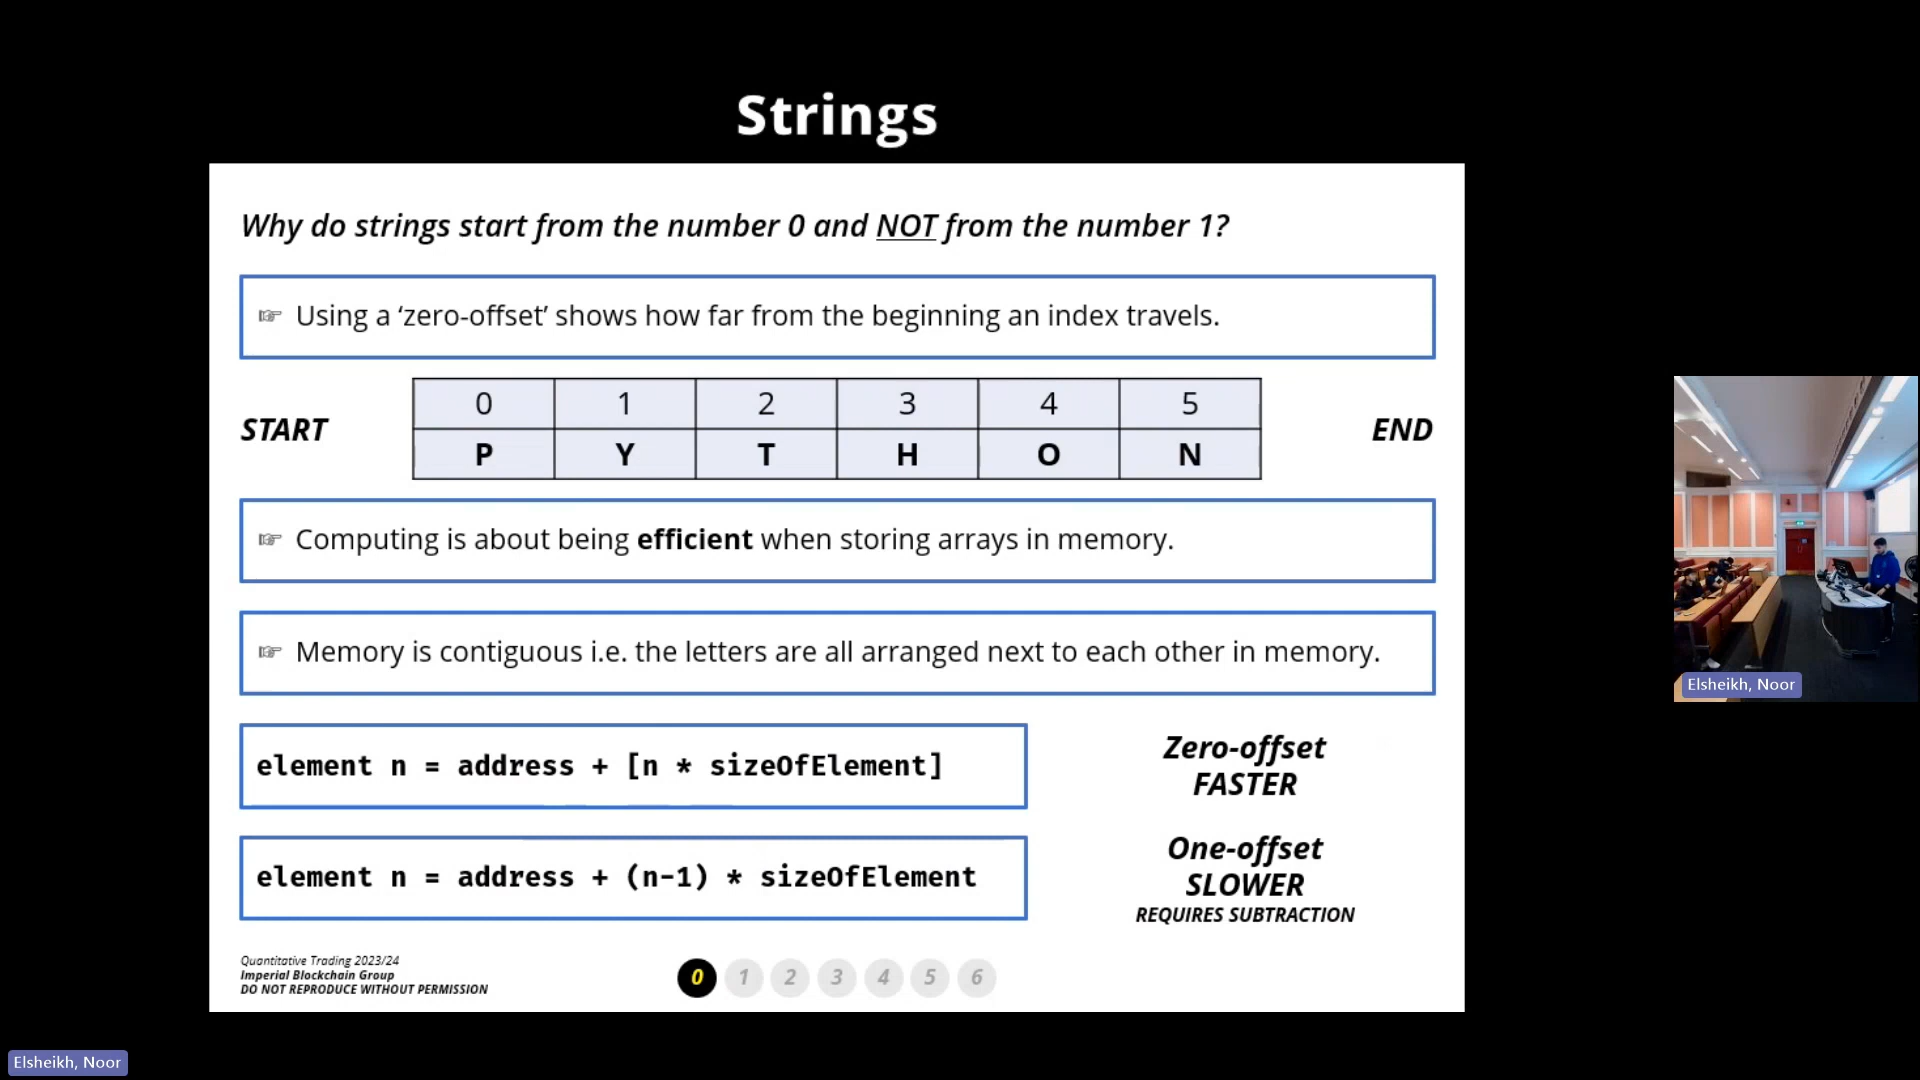 Strings
Why do strings start from the number 0 and NOT from the number 1?
☞ Using a ‘zero-offset’ shows how far from the beginning an index travels.
START
0 1 2 3 4 5
P Y T H O N
END
☞ Computing is about being efficient when storing arrays in memory.
☞ Memory is contiguous i.e. the letters are all arranged next to each other in memory.
element n = address + [n * sizeOfElement]
Zero-offset
FASTER
element n = address + (n-1) * sizeOfElement
One-offset
SLOWER
REQUIRES SUBTRACTION
Quantitative Trading 2023/24
Imperial Blockchain Group
DO NOT REPRODUCE WITHOUT PERMISSION
0 1 2 3 4 5 6
Elsheikh, Noor
Elsheikh, Noor